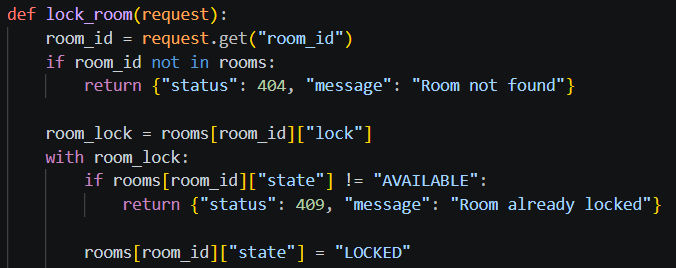 def lock_room(request):
    room_id = request.get("room_id")
    if room_id not in rooms:
        return {"status": 404, "message": "Room not found"}

    room_lock = rooms[room_id]["lock"]
    with room_lock:
        if rooms[room_id]["state"] != "AVAILABLE":
            return {"status": 409, "message": "Room already locked"}

        rooms[room_id]["state"] = "LOCKED"